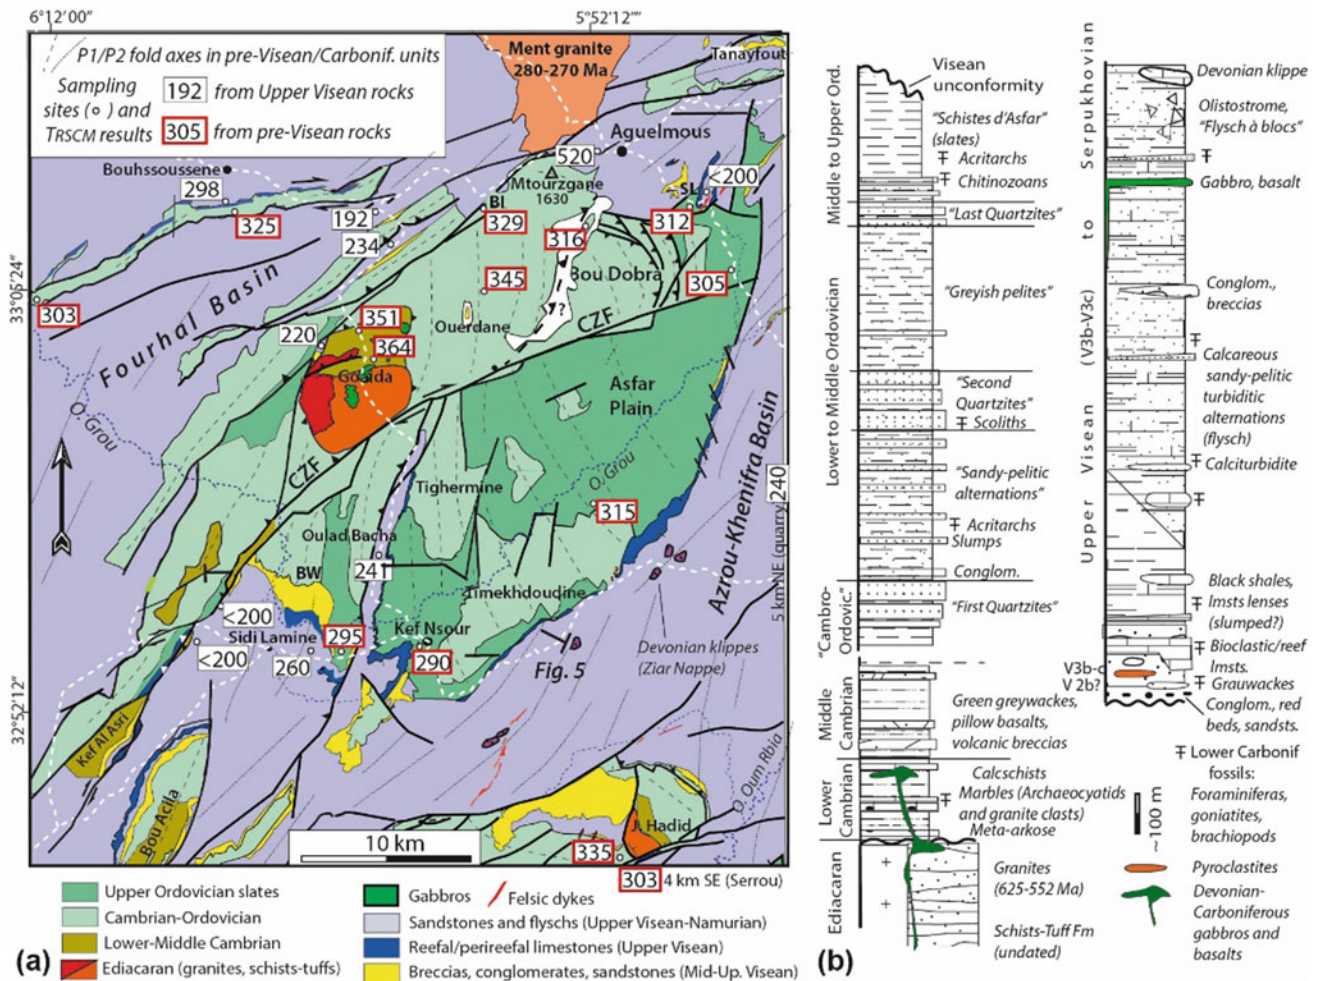 6°12'00"
5°52'12"
P1/P2 fold axes in pre-Visean/Carbonif. units
Sampling
sites (o) and
TRSCM results
192 from Upper Visean rocks
305 from pre-Visean rocks
Ment granite
280-270 Ma
Tanayfout
Bouhssoussene
298
325
192
234
303
520
Aguelmous
Mtourzgane
1630
BI
329
SL
<200
312
316
345
Bou Dobra
305
33°05'24"
Fourhal Basin
220
351
364
Goaida
Ouerdane
??
CZF
Asfar
Plain
O. Grou
CZF
Tighermine
O. Grou
315
Azrou-Khenifra Basin
240
5 km NE (quarry)
Oulad Bacha
241
BW
Timekhdoudine
<200
Sidi Lamine
295
Kef Nsour
<200
260
290
Fig. 5
Devonian klippes
(Ziar Nappe)
32°52'12"
Kef Al Asri
Bou Acila
O. Oum Rbia
J. Hadid
10 km
335
303 4 km SE (Serrou)
Upper Ordovician slates
Cambrian-Ordovician
Lower-Middle Cambrian
Ediacaran (granites, schists-tuffs)
Gabbros
Felsic dykes
Sandstones and flyschs (Upper Visean-Namurian)
Reefal/perireefal limestones (Upper Visean)
Breccias, conglomerates, sandstones (Mid-Up. Visean)
(a)
(b)
Middle to Upper Ord.
Visean
unconformity
"Schistes d'Asfar"
(slates)
Acritarchs
Chitinozoans
"Last Quartzites"
Lower to Middle Ordovician
"Greyish pelites"
"Second
Quartzites"
Scoliths
"Sandy-pelitic
alternations"
Acritarchs
Slumps
Conglom.
"Cambro-
Ordovic."
"First Quartzites"
Middle
Cambrian
Green greywackes,
pillow basalts,
volcanic breccias
Lower
Cambrian
Calcschists
Marbles (Archaeocyatids
and granite clasts)
Meta-arkose
Ediacaran
Granites
(625-552 Ma)
Schists-Tuff Fm
(undated)
Upper Visean (V3b-V3c) to Serpukhovian
Devonian klippe
Olistostrome,
"Flysch à blocs"
Gabbro, basalt
Conglom.,
breccias
Calcareous
sandy-pelitic
turbiditic
alternations
(flysch)
Calciturbidite
Black shales,
lmsts lenses
(slumped?)
Bioclastic/reef
lmsts.
V3b-c
V 2b?
Grauwackes
Conglom., red
beds, sandsts.
Lower Carbonif
fossils:
Foraminiferas,
goniatites,
brachiopods
~100 m
Pyroclastites
Devonian-
Carboniferous
gabbros and
basalts